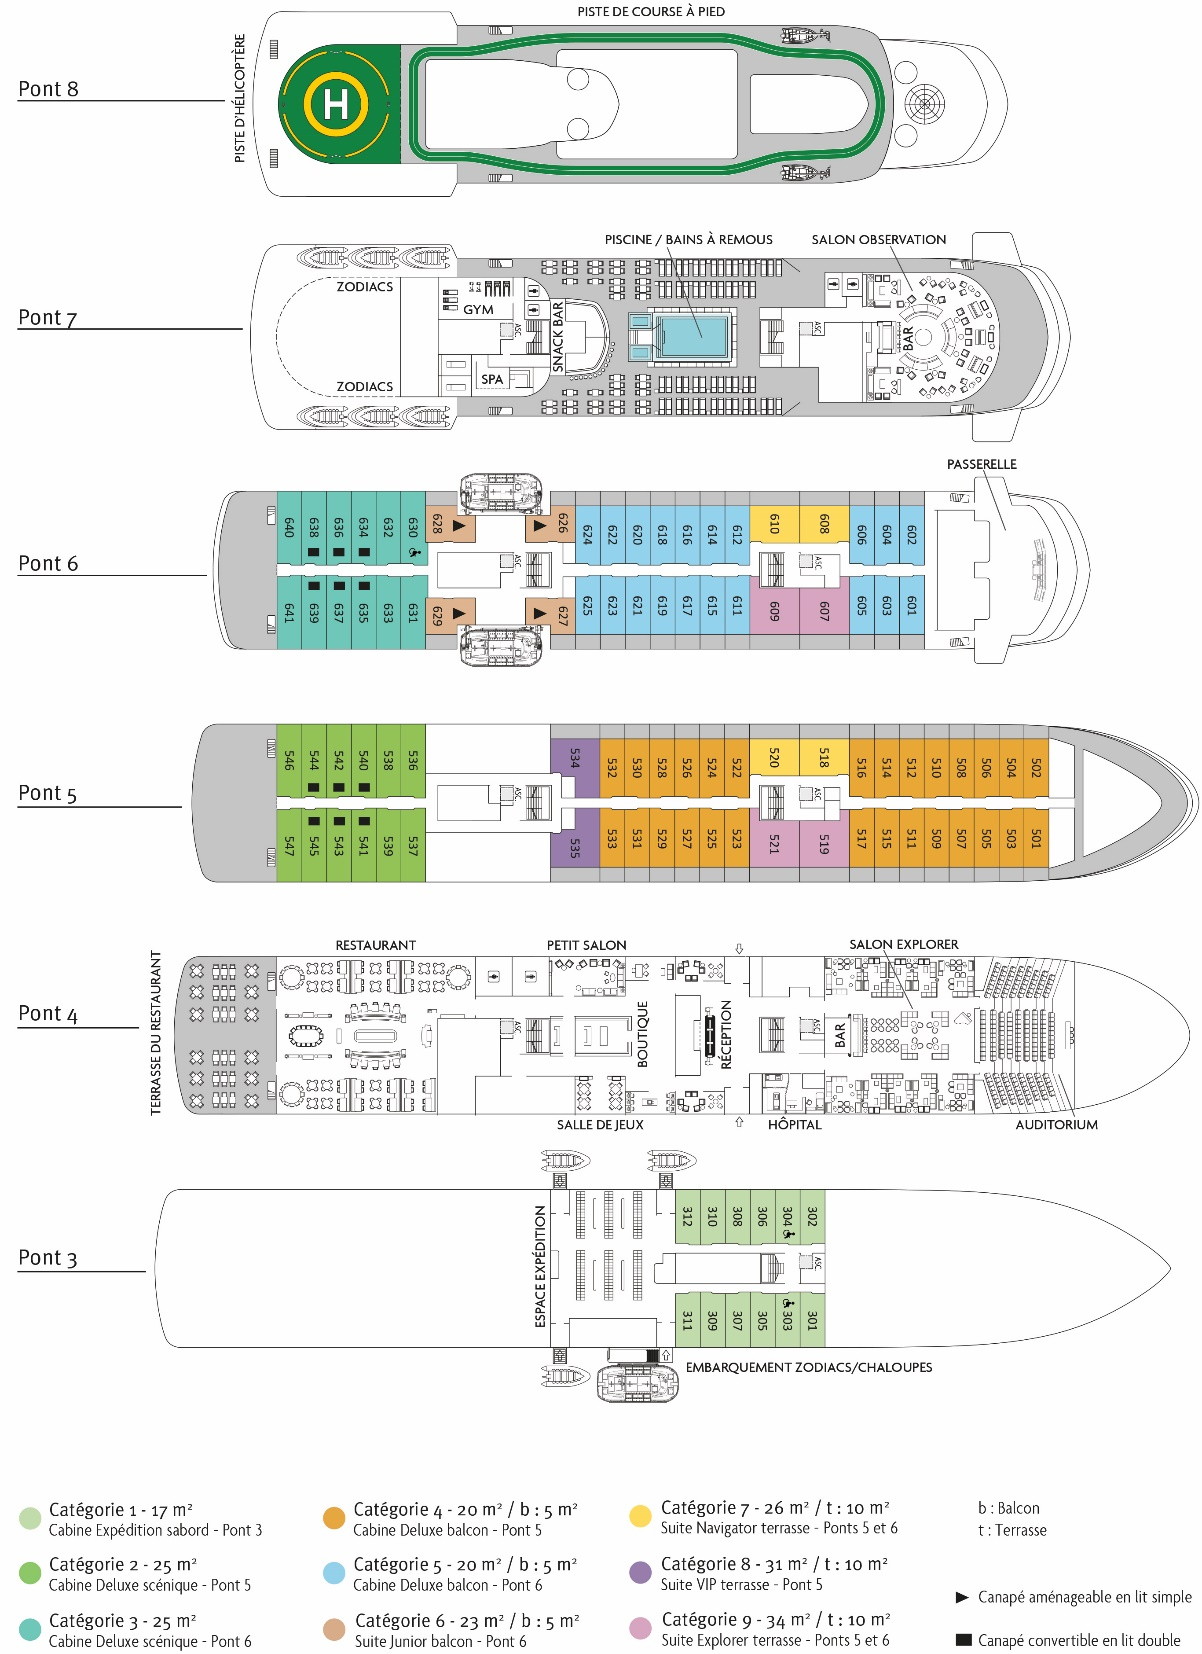 PISTE DE COURSE À PIED
Pont 8
PISTE D'HÉLICOPTÈRE
H
PISCINE / BAINS À REMOUS
SALON OBSERVATION
Pont 7
ZODIACS
GYM
ASC
SNACK BAR
ASC
BAR
SPA
ZODIACS
PASSERELLE
Pont 6
640 638 636 634 632 630 628 626 624 622 620 618 616 614 612 610 608 606 604 602
ASC
ASC
641 639 637 635 633 631 629 627 625 623 621 619 617 615 611 609 607 605 603 601
Pont 5
546 544 542 540 538 536 534 532 530 528 526 524 522 520 518 516 514 512 510 508 506 504 502
ASC
ASC
547 545 543 541 539 537 535 533 531 529 527 525 523 521 519 517 515 511 509 507 505 503 501
RESTAURANT
PETIT SALON
SALON EXPLORER
Pont 4
TERRASSE DU RESTAURANT
ASC
BOUTIQUE
RÉCEPTION
ASC
BAR
SALLE DE JEUX
HÔPITAL
AUDITORIUM
Pont 3
ESPACE EXPÉDITION
312 310 308 306 304 302
ASC
311 309 307 305 303 301
EMBARQUEMENT ZODIACS/CHALOUPES
Catégorie 1 - 17 m²
Cabine Expédition sabord - Pont 3
Catégorie 2 - 25 m²
Cabine Deluxe scénique - Pont 5
Catégorie 3 - 25 m²
Cabine Deluxe scénique - Pont 6
Catégorie 4 - 20 m² / b : 5 m²
Cabine Deluxe balcon - Pont 5
Catégorie 5 - 20 m² / b : 5 m²
Cabine Deluxe balcon - Pont 6
Catégorie 6 - 23 m² / b : 5 m²
Suite Junior balcon - Pont 6
Catégorie 7 - 26 m² / t : 10 m²
Suite Navigator terrasse - Ponts 5 et 6
Catégorie 8 - 31 m² / t : 10 m²
Suite VIP terrasse - Pont 5
Catégorie 9 - 34 m² / t : 10 m²
Suite Explorer terrasse - Ponts 5 et 6
b : Balcon
t : Terrasse
Canapé aménageable en lit simple
Canapé convertible en lit double